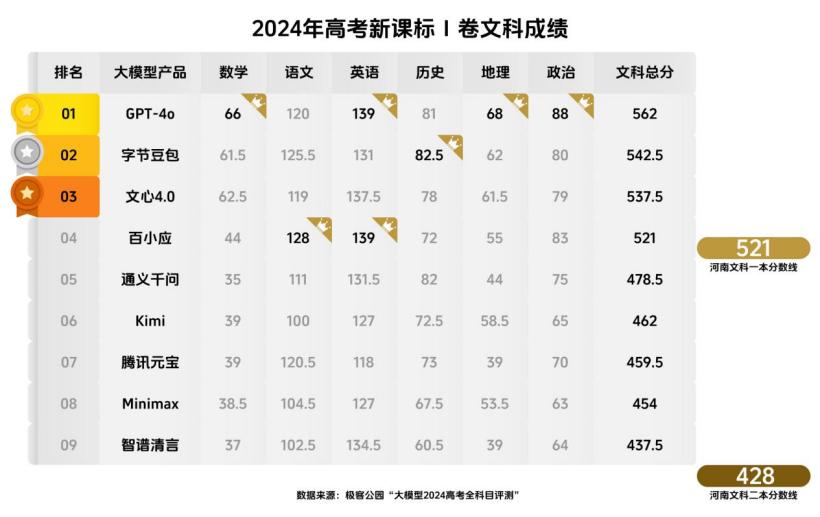 2024年高考新课标 I 卷文科成绩
排名 大模型产品 数学 语文 英语 历史 地理 政治 文科总分
01 GPT-4o 66 120 139 81 68 88 562
02 字节豆包 61.5 125.5 131 82.5 62 80 542.5
03 文心4.0 62.5 119 137.5 78 61.5 79 537.5
04 百小应 44 128 139 72 55 83 521
521
河南文科一本分数线
05 通义千问 35 111 131.5 82 44 75 478.5
06 Kimi 39 100 127 72.5 58.5 65 462
07 腾讯元宝 39 120.5 118 73 39 70 459.5
08 Minimax 38.5 104.5 127 67.5 53.5 63 454
09 智谱清言 37 102.5 134.5 60.5 39 64 437.5
428
河南文科二本分数线
数据来源：极客公园“大模型2024高考全科目评测”